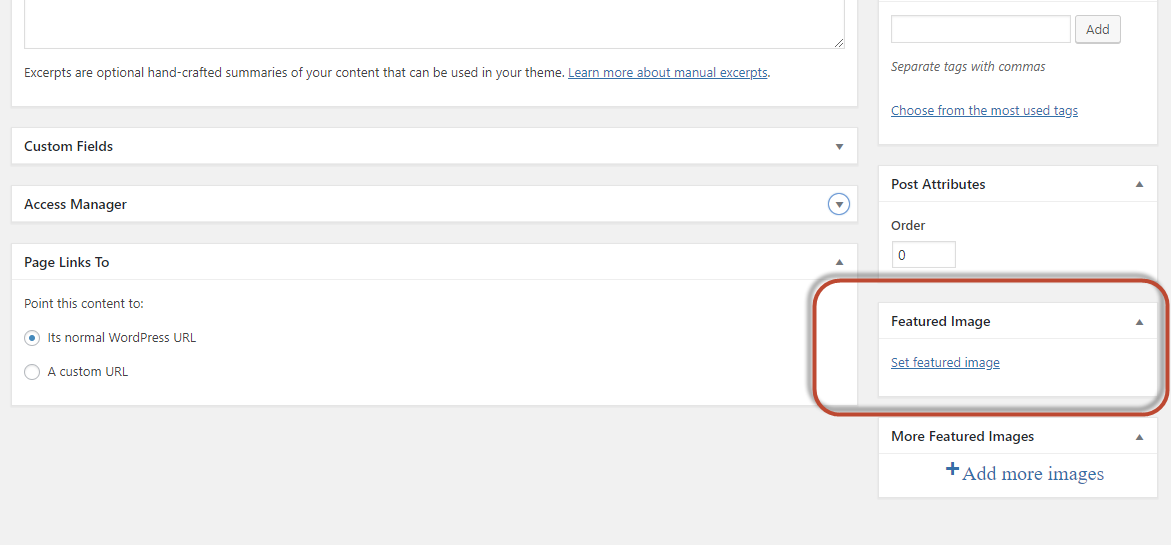 Excerpts are optional hand-crafted summaries of your content that can be used in your theme. Learn more about manual excerpts.
Custom Fields
Access Manager
Page Links To
Point this content to:
Its normal WordPress URL
A custom URL
Add
Separate tags with commas
Choose from the most used tags
Post Attributes
Order
0
Featured Image
Set featured image
More Featured Images
+Add more images